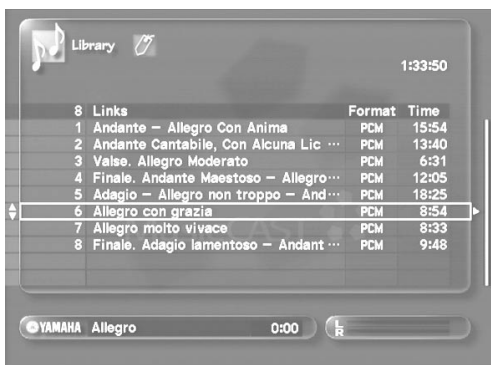 Library
1:33:50
8 Links Format Time
1 Andante – Allegro Con Anima PCM 15:54
2 Andante Cantabile, Con Alcuna Lic ··· PCM 13:40
3 Valse. Allegro Moderato PCM 6:31
4 Finale. Andante Maestoso – Allegro··· PCM 12:05
5 Adagio – Allegro non troppo – And··· PCM 18:25
6 Allegro con grazia PCM 8:54
7 Allegro molto vivace PCM 8:33
8 Finale. Adagio lamentoso – Andant ··· PCM 9:48
YAMAHA Allegro 0:00 L
R